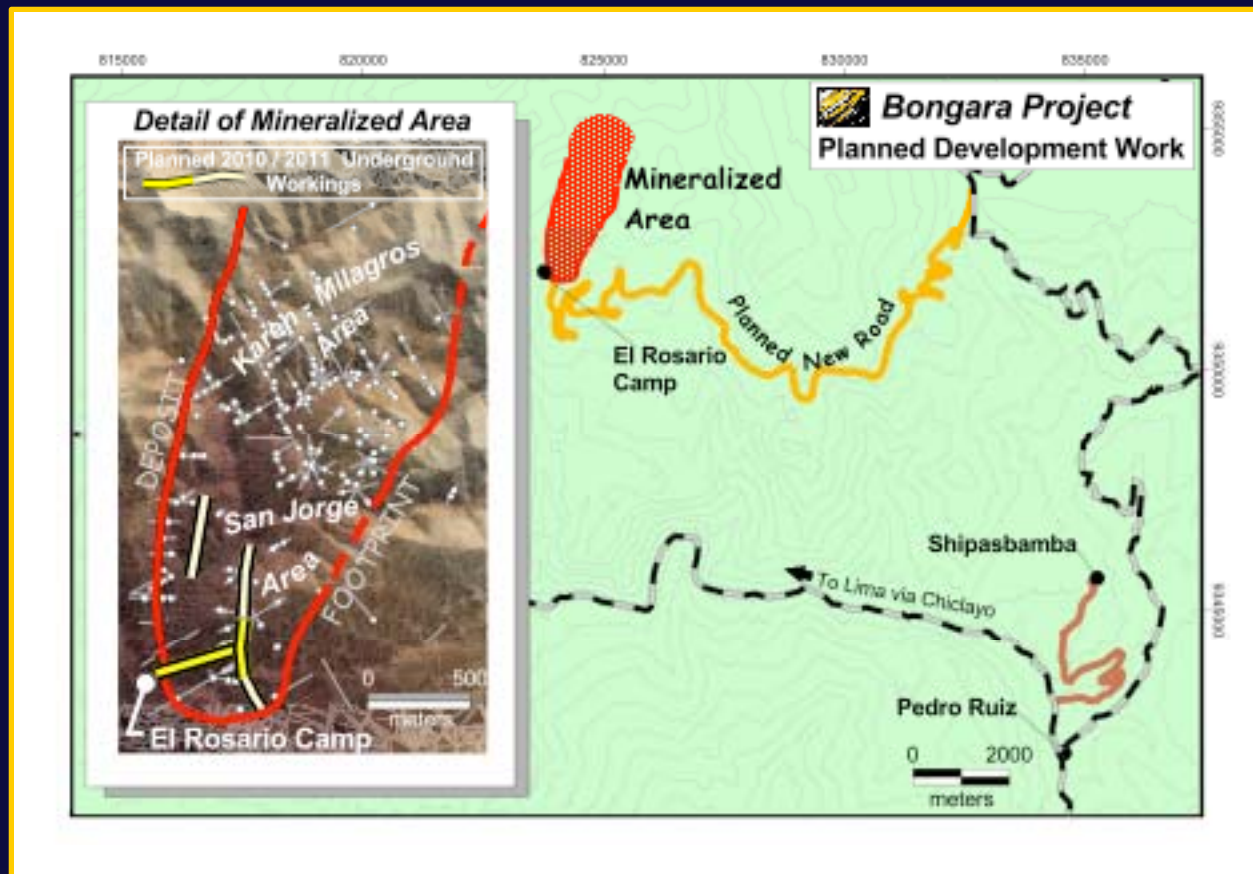 815000
820000
825000
830000
835000
Bongara Project
Planned Development Work
Detail of Mineralized Area
Planned 2010 / 2011 Underground
Workings
Karen - Milagros
Area
DEPOSIT
FOOTPRINT
San Jorge
Area
0 500
meters
El Rosario Camp
Mineralized
Area
Planned New Road
El Rosario
Camp
Shipasbamba
To Lima via Chiclayo
Pedro Ruiz
0 2000
meters